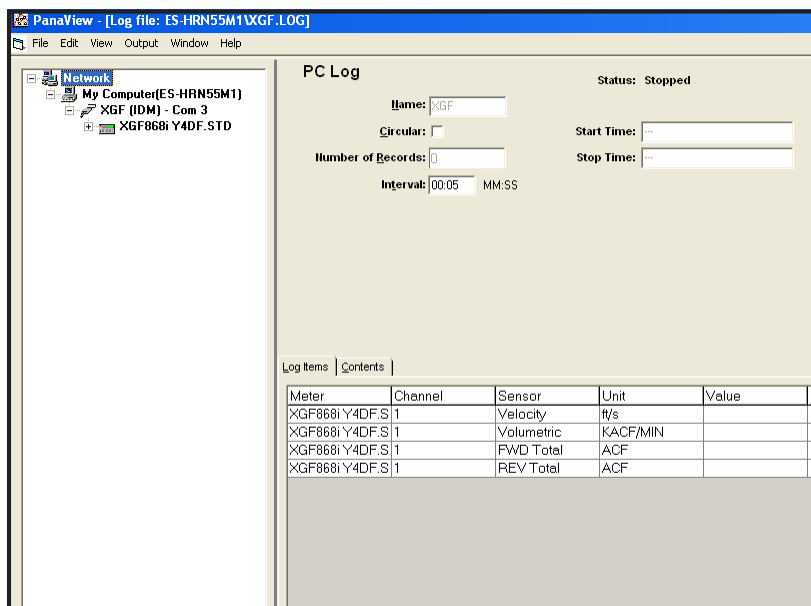 PanaView - [Log file: ES-HRN55M1\XGF.LOG]
File Edit View Output Window Help
Network
My Computer(ES-HRN55M1)
XGF (IDM) - Com 3
XGF868i Y4DF.STD
PC Log
Status: Stopped
Name: XGF
Circular:
Start Time: ---
Number of Records: 0
Stop Time: ---
Interval: 00:05 MM:SS
Log Items Contents
Meter Channel Sensor Unit Value
XGF868i Y4DF.S 1 Velocity ft/s
XGF868i Y4DF.S 1 Volumetric KACF/MIN
XGF868i Y4DF.S 1 FWD Total ACF
XGF868i Y4DF.S 1 REV Total ACF